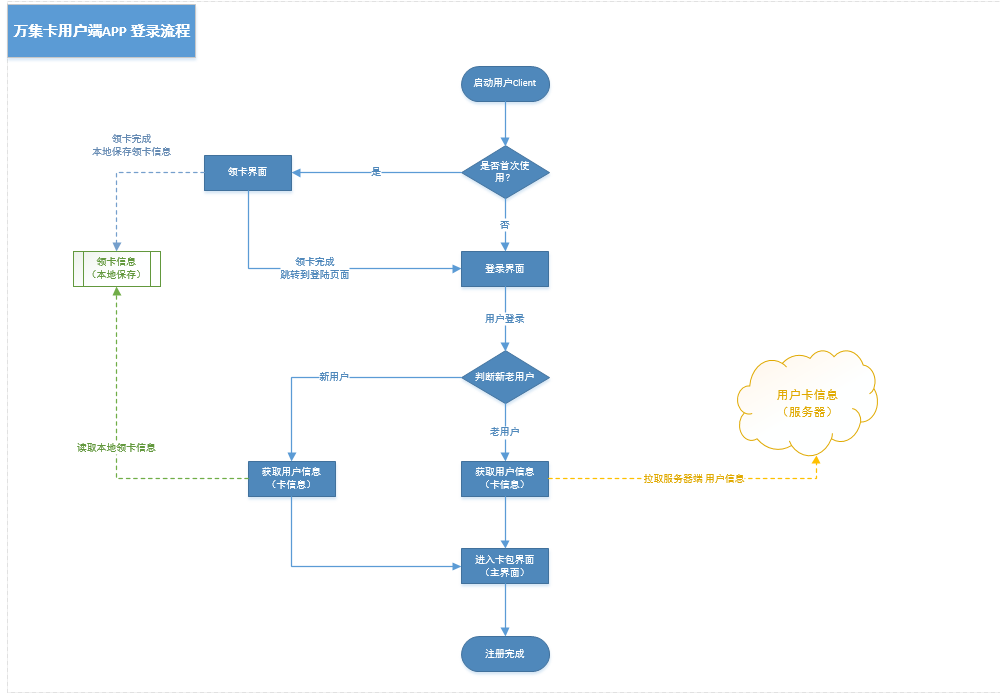 万集卡用户端APP 登录流程
启动用户Client
领卡完成
本地保存领卡信息
是否首次使
用?
领卡界面
是
否
领卡信息
（本地保存）
领卡完成
跳转到登陆页面
登录界面
用户登录
新用户
判断新老用户
用户卡信息
（服务器）
老用户
读取本地领卡信息
获取用户信息
（卡信息）
获取用户信息
（卡信息）
拉取服务器端 用户信息
进入卡包界面
（主界面）
注册完成